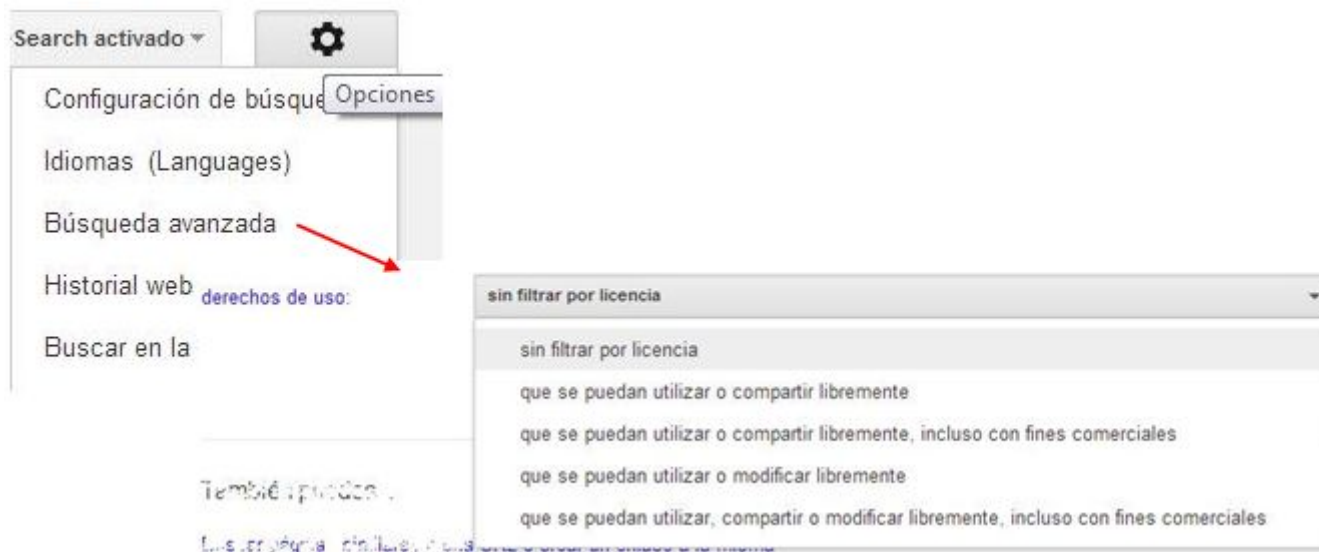 Search activado
Configuración de búsque
Opciones
Idiomas (Languages)
Búsqueda avanzada
Historial web
Buscar en la
derechos de uso:
sin filtrar por licencia
sin filtrar por licencia
que se puedan utilizar o compartir libremente
que se puedan utilizar o compartir libremente, incluso con fines comerciales
que se puedan utilizar o modificar libremente
que se puedan utilizar, compartir o modificar libremente, incluso con fines comerciales
También